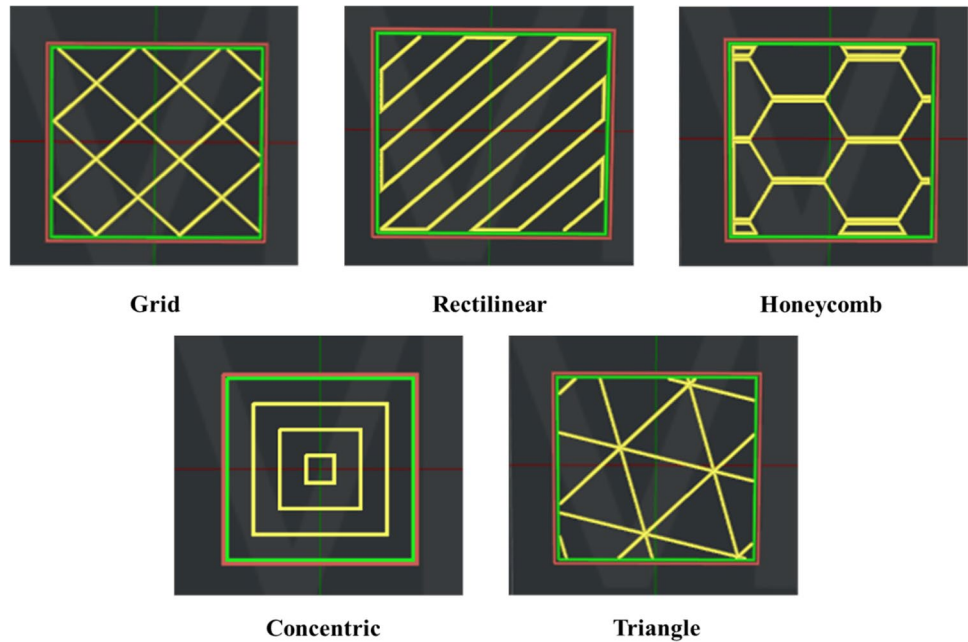 Grid
Rectilinear
Honeycomb
Concentric
Triangle